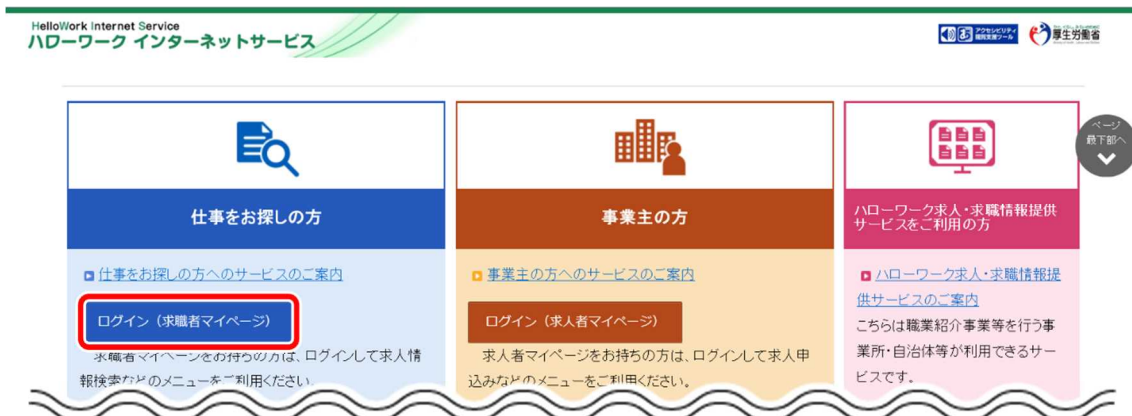 HelloWork Internet Service
ハローワーク インターネットサービス
アクセシビリティ
閲覧支援ツール
厚生労働省
ページ
最下部へ
仕事をお探しの方
事業主の方
ハローワーク求人・求職情報提供
サービスをご利用の方
仕事をお探しの方へのサービスのご案内
ログイン（求職者マイページ）
求職者マイページをお持ちの方は、ログインして求人情
報検索などのメニューをご利用ください。
事業主の方へのサービスのご案内
ログイン（求人者マイページ）
求人者マイページをお持ちの方は、ログインして求人申
込みなどのメニューをご利用ください。
ハローワーク求人・求職情報提
供サービスのご案内
こちらは職業紹介事業等を行う事
業所・自治体等が利用できるサー
ビスです。